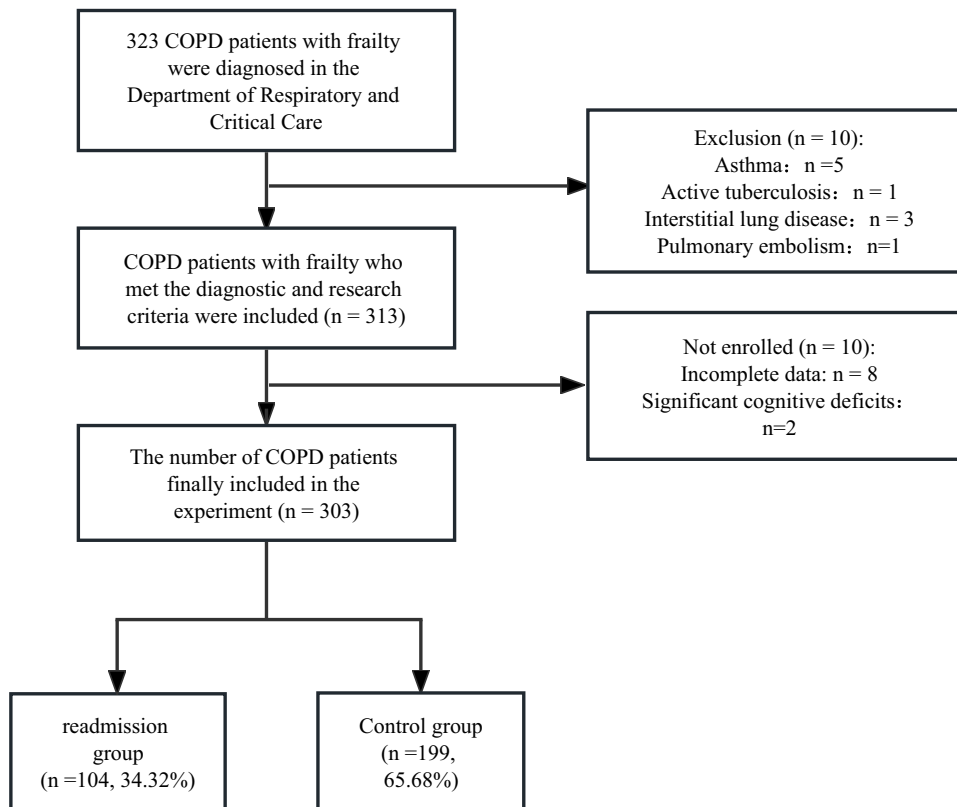 323 COPD patients with frailty
were diagnosed in the
Department of Respiratory and
Critical Care
Exclusion (n = 10):
Asthma：n =5
Active tuberculosis：n = 1
Interstitial lung disease：n = 3
Pulmonary embolism：n=1
COPD patients with frailty who
met the diagnostic and research
criteria were included (n = 313)
Not enrolled (n = 10):
Incomplete data: n = 8
Significant cognitive deficits：
n=2
The number of COPD patients
finally included in the
experiment (n = 303)
readmission
group
(n =104, 34.32%)
Control group
(n =199,
65.68%)